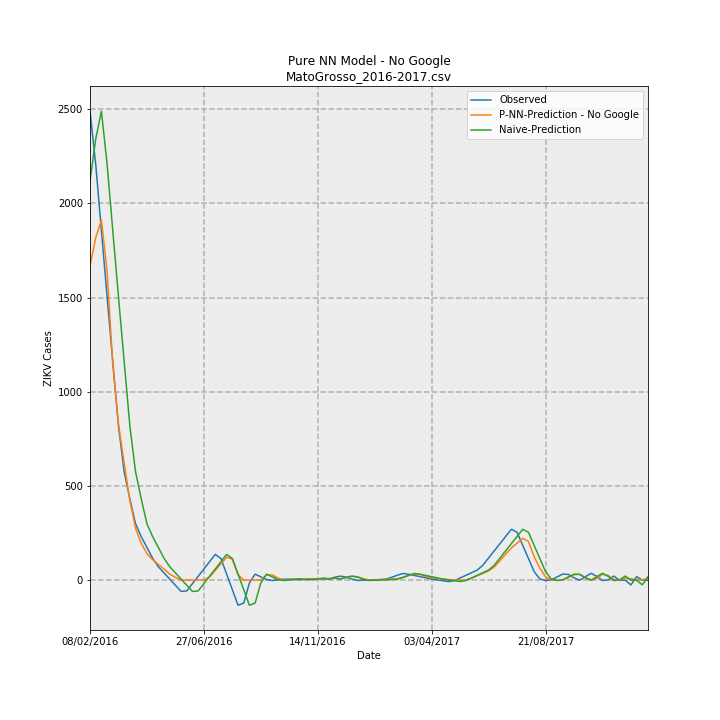 Pure NN Model - No Google
MatoGrosso_2016-2017.csv
Observed
P-NN-Prediction - No Google
Naive-Prediction
2500
2000
1500
1000
500
0
ZIKV Cases
08/02/2016
27/06/2016
14/11/2016
03/04/2017
21/08/2017
Date